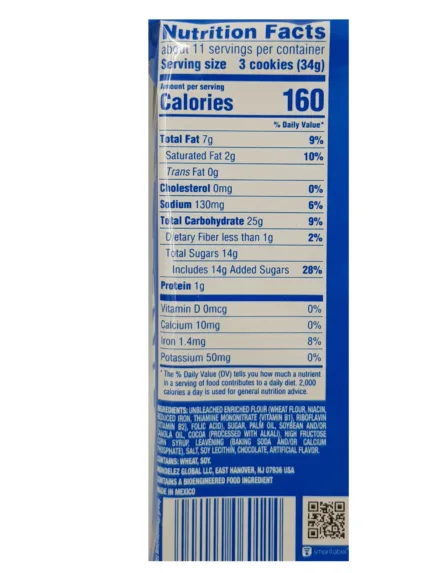 Nutrition Facts
about 11 servings per container
Serving size 3 cookies (34g)
Amount per serving
Calories 160
% Daily Value*
Total Fat 7g 9%
Saturated Fat 2g 10%
Trans Fat 0g
Cholesterol 0mg 0%
Sodium 130mg 6%
Total Carbohydrate 25g 9%
Dietary Fiber less than 1g 2%
Total Sugars 14g
Includes 14g Added Sugars 28%
Protein 1g
Vitamin D 0mcg 0%
Calcium 10mg 0%
Iron 1.4mg 8%
Potassium 50mg 0%
* The % Daily Value (DV) tells you how much a nutrient
in a serving of food contributes to a daily diet. 2,000
calories a day is used for general nutrition advice.
INGREDIENTS: UNBLEACHED ENRICHED FLOUR (WHEAT FLOUR, NIACIN,
REDUCED IRON, THIAMINE MONONITRATE {VITAMIN B1}, RIBOFLAVIN
{VITAMIN B2}, FOLIC ACID), SUGAR, PALM OIL, SOYBEAN AND/OR
CANOLA OIL, COCOA (PROCESSED WITH ALKALI), HIGH FRUCTOSE
CORN SYRUP, LEAVENING (BAKING SODA AND/OR CALCIUM
PHOSPHATE), SALT, SOY LECITHIN, CHOCOLATE, ARTIFICIAL FLAVOR.
CONTAINS: WHEAT, SOY.
MONDELEZ GLOBAL LLC, EAST HANOVER, NJ 07936 USA
CONTAINS A BIOENGINEERED FOOD INGREDIENT
MADE IN MEXICO
smartlabel